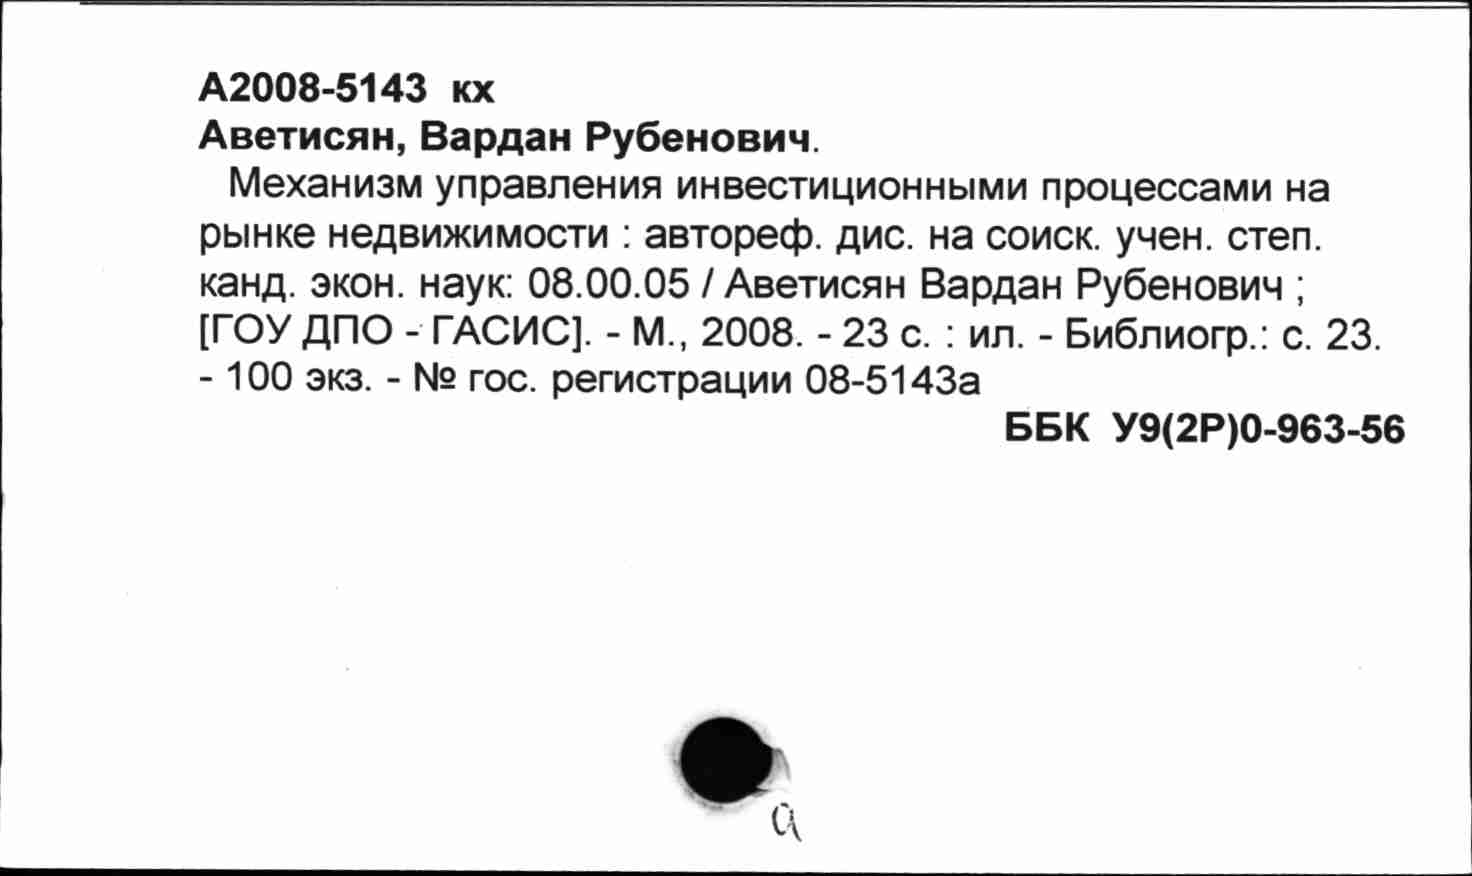 А2008-5143 кх
Аветисян, Вардан Рубенович.
Механизм управления инвестиционными процессами на
рынке недвижимости : автореф. дис. на соиск. учен. степ.
канд. экон. наук: 08.00.05 / Аветисян Вардан Рубенович ;
[ГОУ ДПО - ГАСИС]. - М., 2008. - 23 с. : ил. - Библиогр.: с. 23.
- 100 экз. - № гос. регистрации 08-5143а
ББК У9(2Р)0-963-56
а